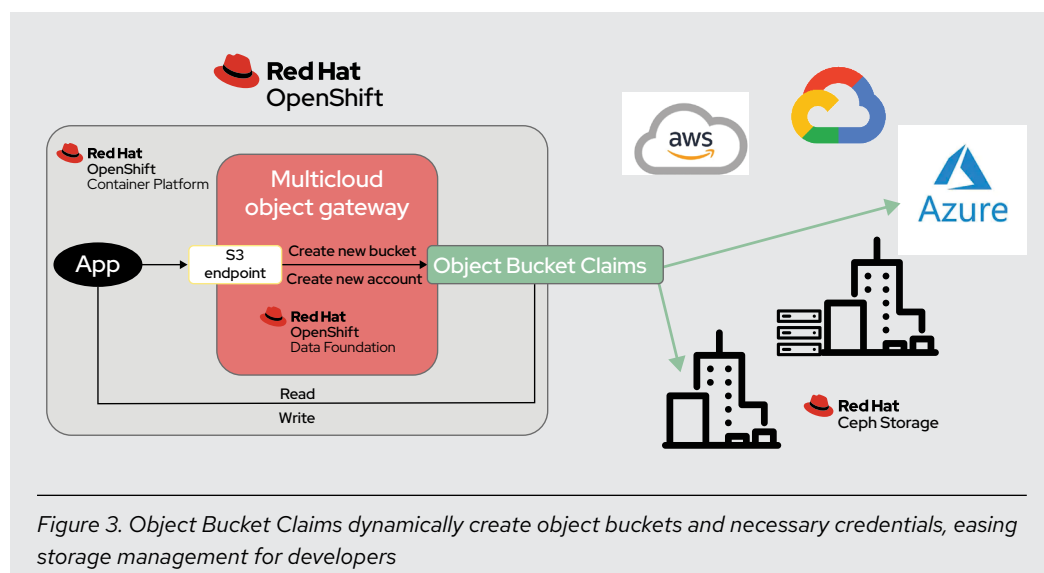 Red Hat
OpenShift
Red Hat
OpenShift
Container Platform
Multicloud
object gateway
App
S3
endpoint
Create new bucket
Create new account
Object Bucket Claims
Red Hat
OpenShift
Data Foundation
Read
Write
aws
Azure
Red Hat
Ceph Storage
Figure 3. Object Bucket Claims dynamically create object buckets and necessary credentials, easing
storage management for developers